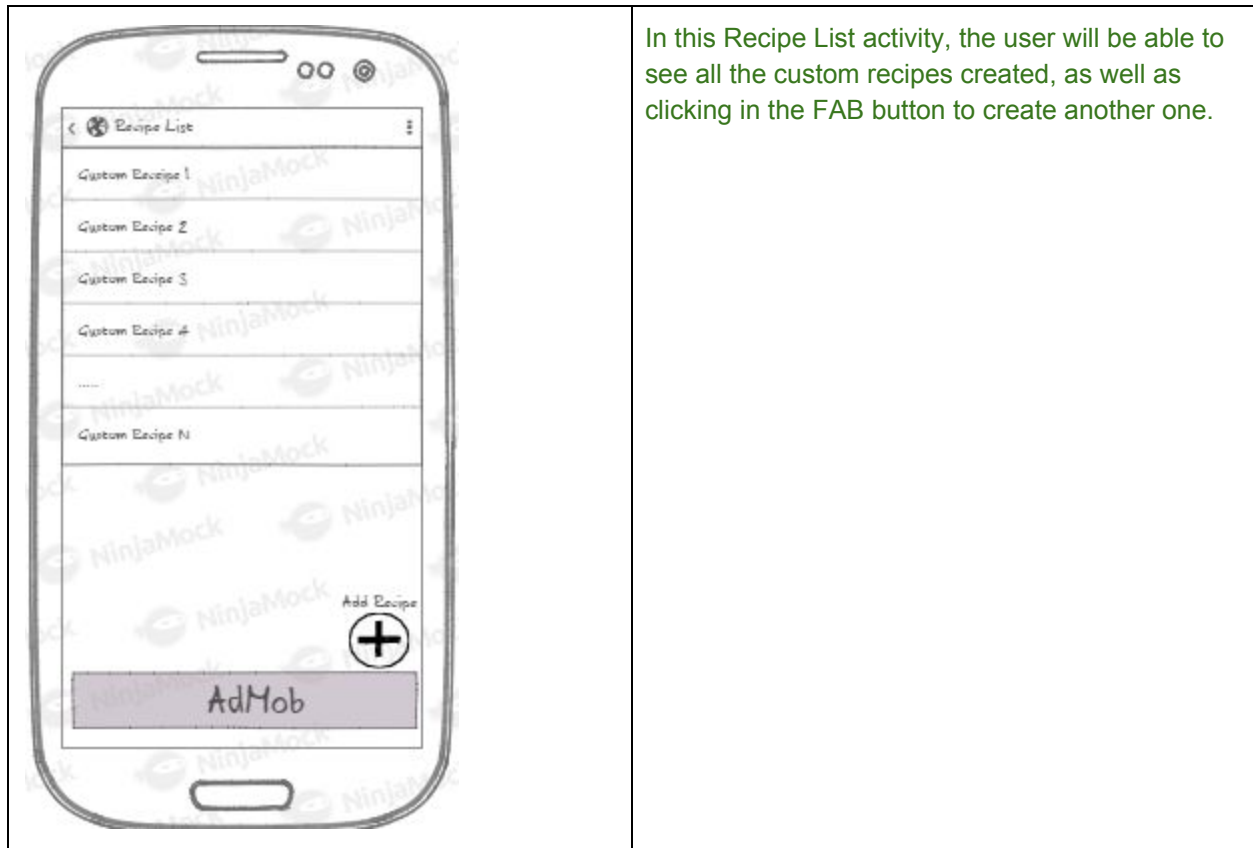 Recipe List
Custom Receipe 1
Custom Recipe 2
Custom Recipe 3
Custom Recipe 4
.....
Custom Recipe N
Add Recipe
AdMob
In this Recipe List activity, the user will be able to
see all the custom recipes created, as well as
clicking in the FAB button to create another one.
NinjaMock